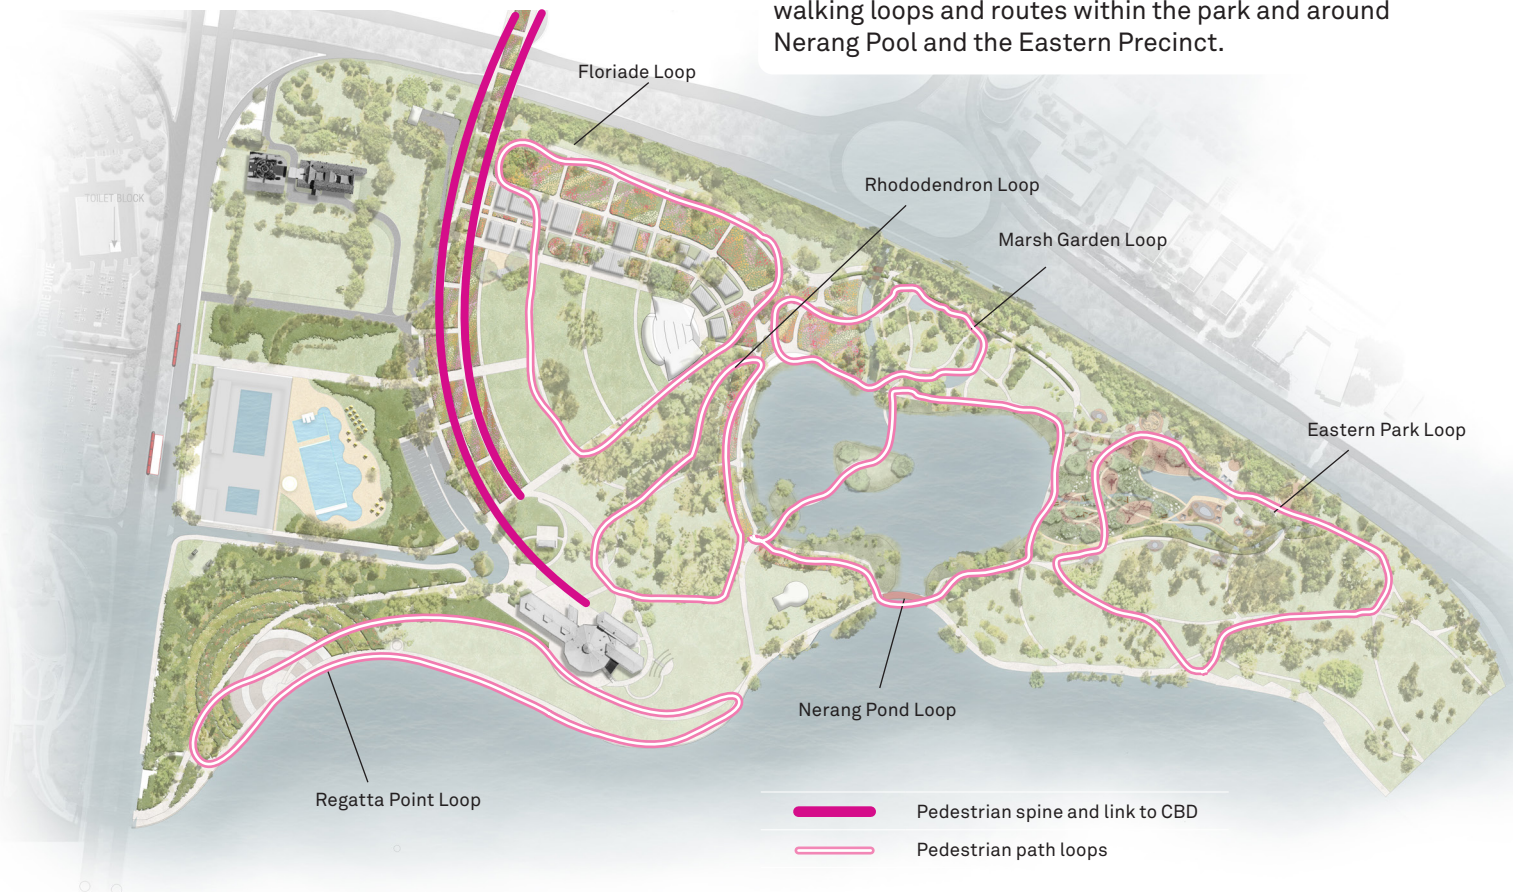 walking loops and routes within the park and around
Nerang Pool and the Eastern Precinct.
Floriade Loop
Rhododendron Loop
TOILET BLOCK
Marsh Garden Loop
Eastern Park Loop
Nerang Pond Loop
Regatta Point Loop
Pedestrian spine and link to CBD
Pedestrian path loops